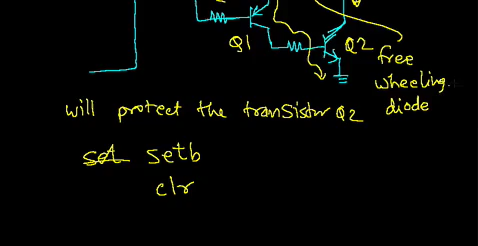 Q1
Q2
free
wheeling
diode
will protect the transistor Q2
set setb
clr